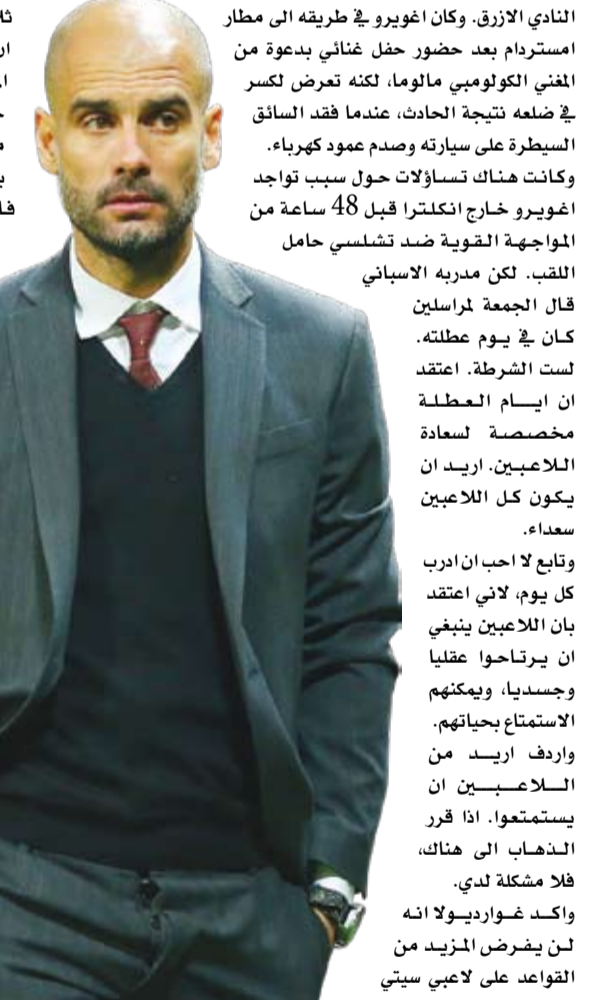 النادي الازرق. وكان اغويرو في طريقه الى مطار
امستردام بعد حضور حفل غنائي بدعوة من
المغني الكولومبي مالوما، لكنه تعرض لكسر
في ضلعه نتيجة الحادث، عندما فقد السائق
السيطرة على سيارته وصدم عمود كهرباء.
وكانت هناك تساؤلات حول سبب تواجد
اغويرو خارج انكلترا قبل 48 ساعة من
المواجهة القوية ضد تشلسي حامل
اللقب. لكن مدربه الاسباني
قال الجمعة لمراسلين
كان في يوم عطلته.
لست الشرطة. اعتقد
ان ايام العطلة
مخصصة لسعادة
اللاعبين. اريد ان
يكون كل اللاعبين
سعداء.
وتابع لا احب ان ادرب
كل يوم، لاني اعتقد
بان اللاعبين ينبغي
ان يرتاحوا عقليا
وجسديا، ويمكنهم
الاستمتاع بحياتهم.
واردف اريد من
اللاعبين ان
يستمتعوا. اذا قرر
الذهاب الى هناك،
فلا مشكلة لدي.
واكد غوارديولا انه
لن يفرض المزيد من
القواعد على لاعبي سيتي